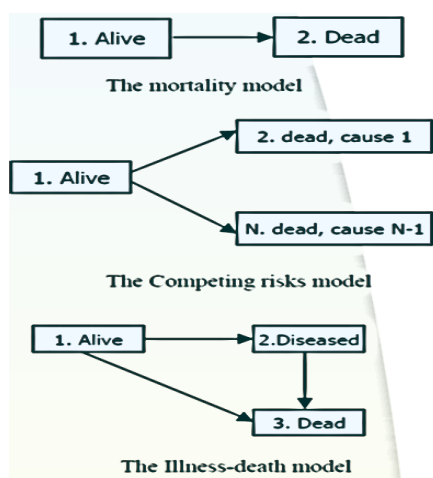 1. Alive
2. Dead
The mortality model
2. dead, cause 1
1. Alive
N. dead, cause N-1
The Competing risks model
1. Alive
2.Diseased
3. Dead
The Illness-death model